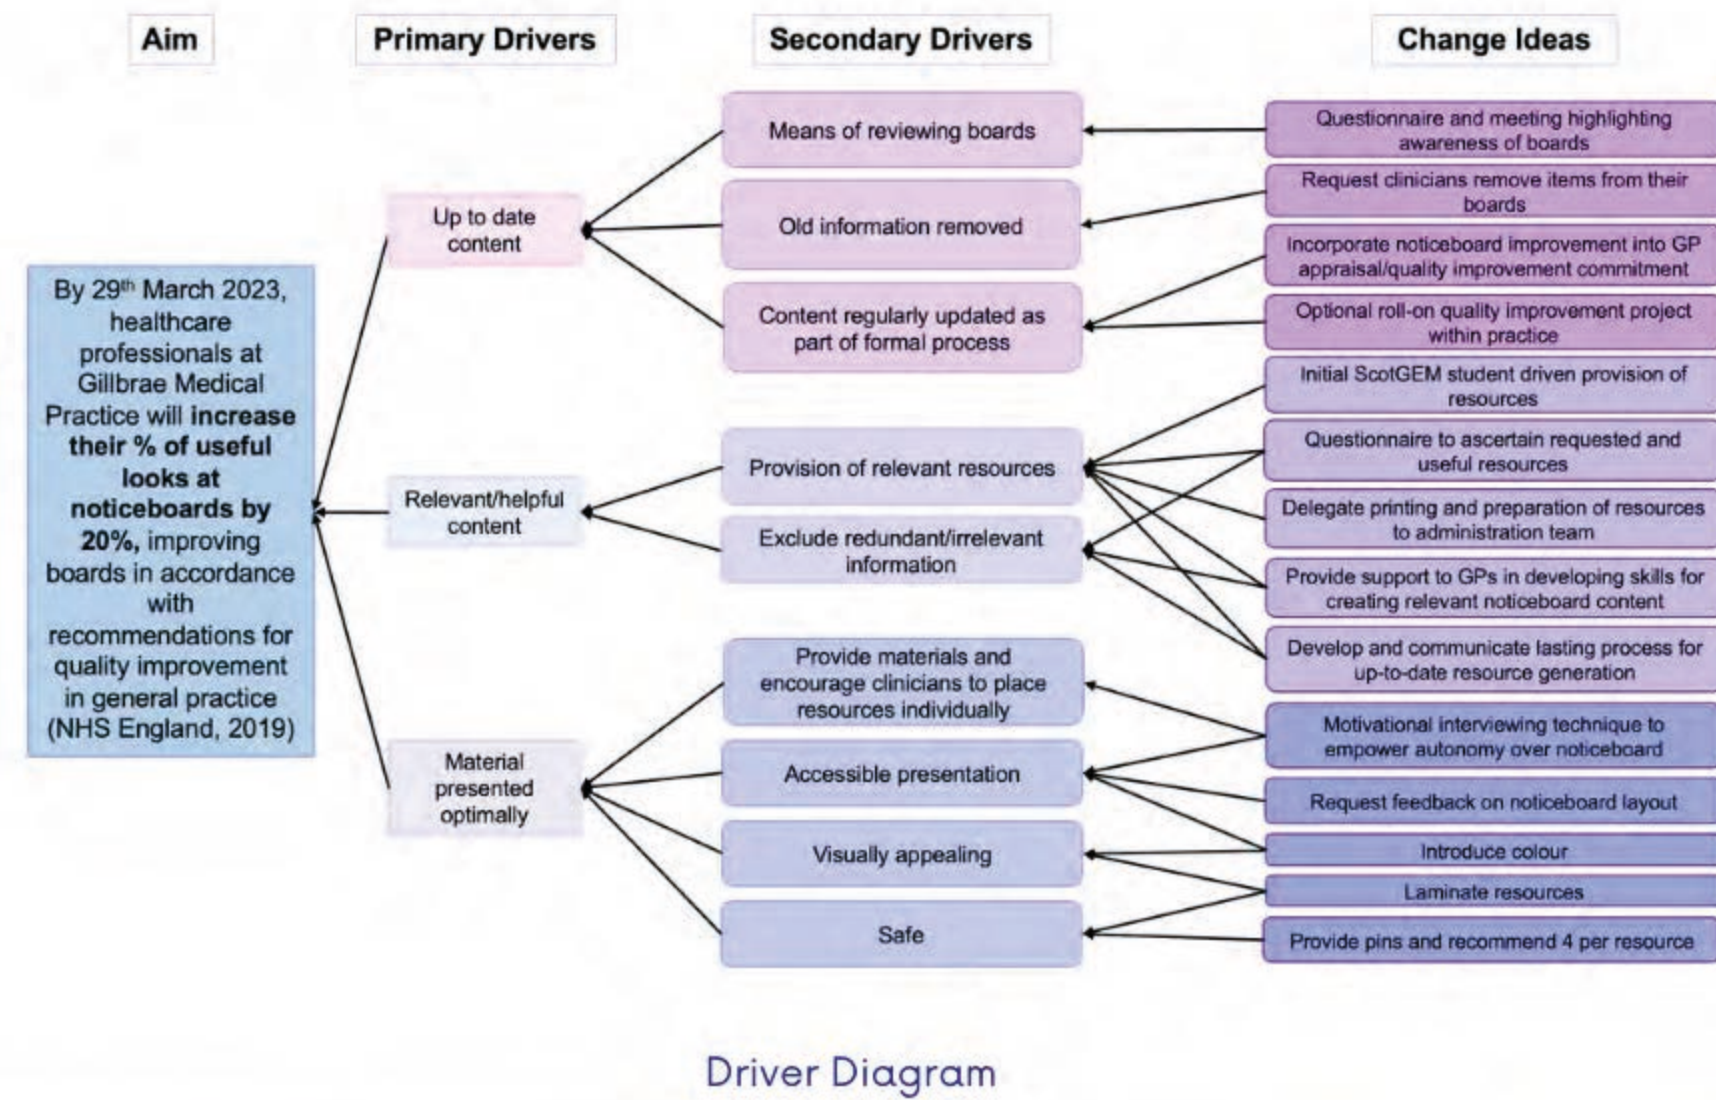 Aim
Primary Drivers
Secondary Drivers
Change Ideas
By 29th March 2023,
healthcare
professionals at
Gillbrae Medical
Practice will increase
their % of useful
looks at
noticeboards by
20%, improving
boards in accordance
with
recommendations for
quality improvement
in general practice
(NHS England, 2019)
Up to date
content
Relevant/helpful
content
Material
presented
optimally
Means of reviewing boards
Old information removed
Content regularly updated as
part of formal process
Provision of relevant resources
Exclude redundant/irrelevant
information
Provide materials and
encourage clinicians to place
resources individually
Accessible presentation
Visually appealing
Safe
Questionnaire and meeting highlighting
awareness of boards
Request clinicians remove items from their
boards
Incorporate noticeboard improvement into GP
appraisal/quality improvement commitment
Optional roll-on quality improvement project
within practice
Initial ScotGEM student driven provision of
resources
Questionnaire to ascertain requested and
useful resources
Delegate printing and preparation of resources
to administration team
Provide support to GPs in developing skills for
creating relevant noticeboard content
Develop and communicate lasting process for
up-to-date resource generation
Motivational interviewing technique to
empower autonomy over noticeboard
Request feedback on noticeboard layout
Introduce colour
Laminate resources
Provide pins and recommend 4 per resource
Driver Diagram